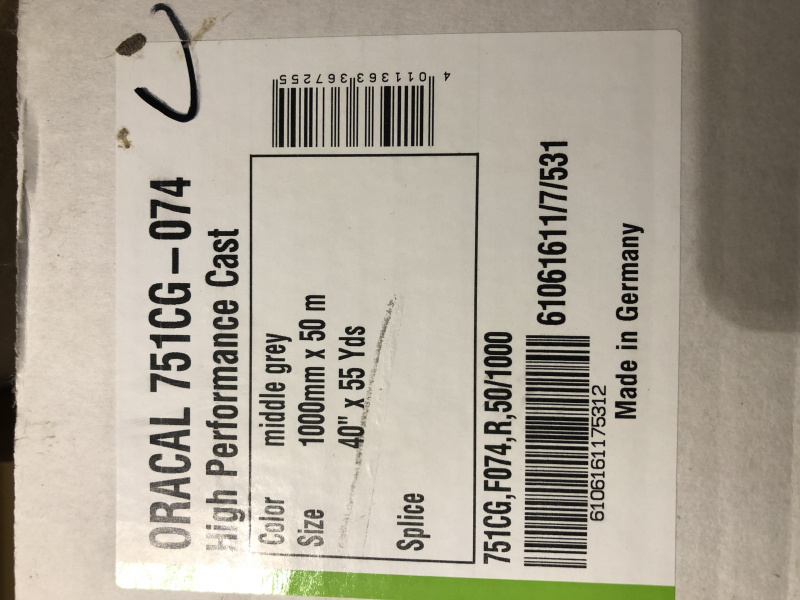 ORACAL 751CG–074
High Performance Cast
Color middle grey
Size 1000mm x 50 m
40" x 55 Yds
Splice
4 011363 367255
751CG,F074,R,50/1000
61061611/7/531
6106161175312
Made in Germany